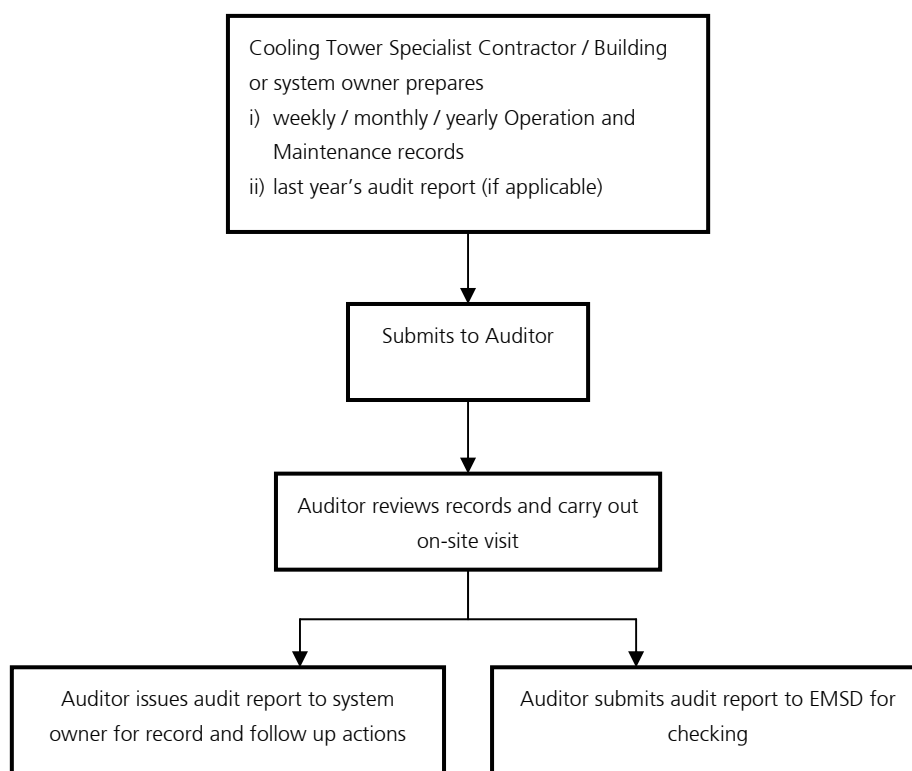 Cooling Tower Specialist Contractor / Building
or system owner prepares
i) weekly / monthly / yearly Operation and
Maintenance records
ii) last year’s audit report (if applicable)
Submits to Auditor
Auditor reviews records and carry out
on-site visit
Auditor issues audit report to system
owner for record and follow up actions
Auditor submits audit report to EMSD for
checking